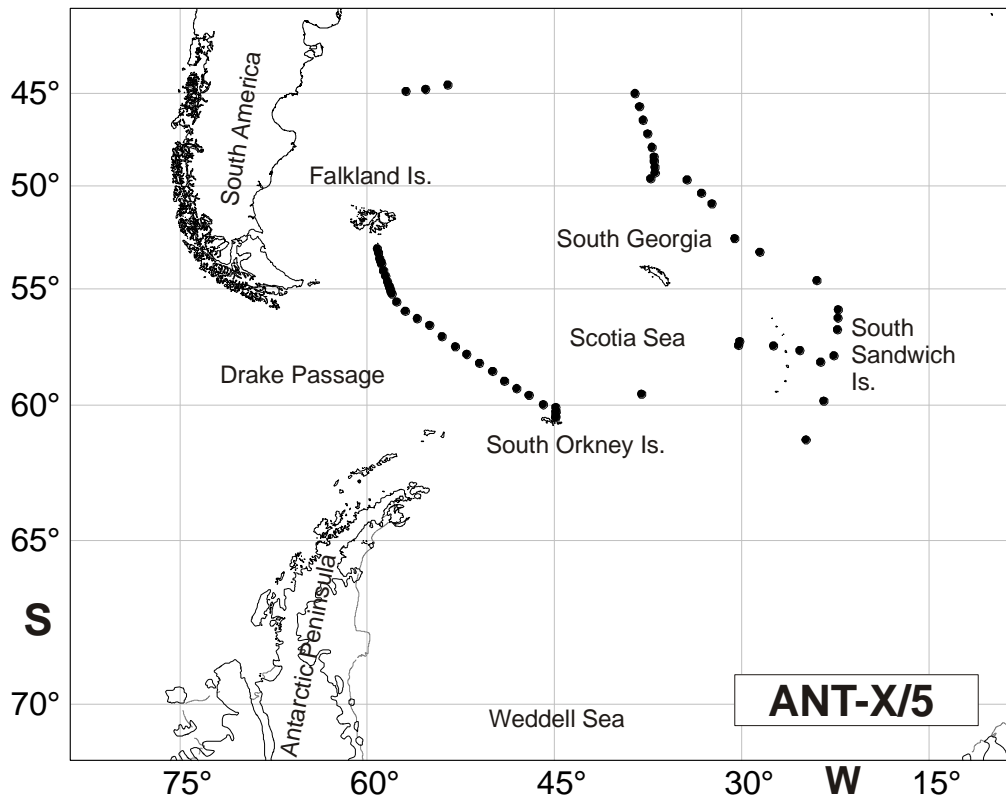 45°
South America
Falkland Is.
50°
South Georgia
55°
Scotia Sea
South
Sandwich
Is.
Drake Passage
60°
South Orkney Is.
65°
Antarctic Peninsula
S
70°
Weddell Sea
ANT-X/5
75°
60°
45°
30°
W
15°